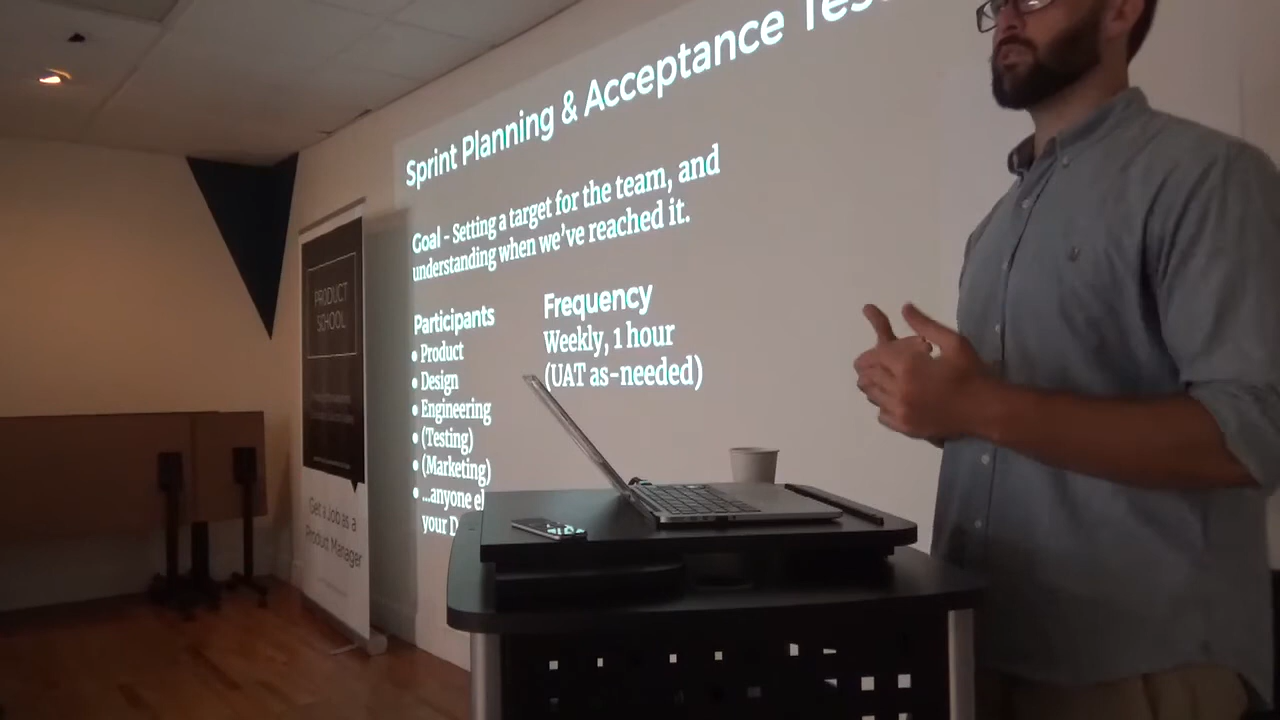 Sprint Planning & Acceptance Tes
Goal - Setting a target for the team, and
understanding when we've reached it.
Participants
• Product
• Design
• Engineering
• (Testing)
• (Marketing)
• ...anyone el
your D
Frequency
Weekly, 1 hour
(UAT as-needed)
PRODUCT
SCHOOL
Get a Job as a
Product Manager